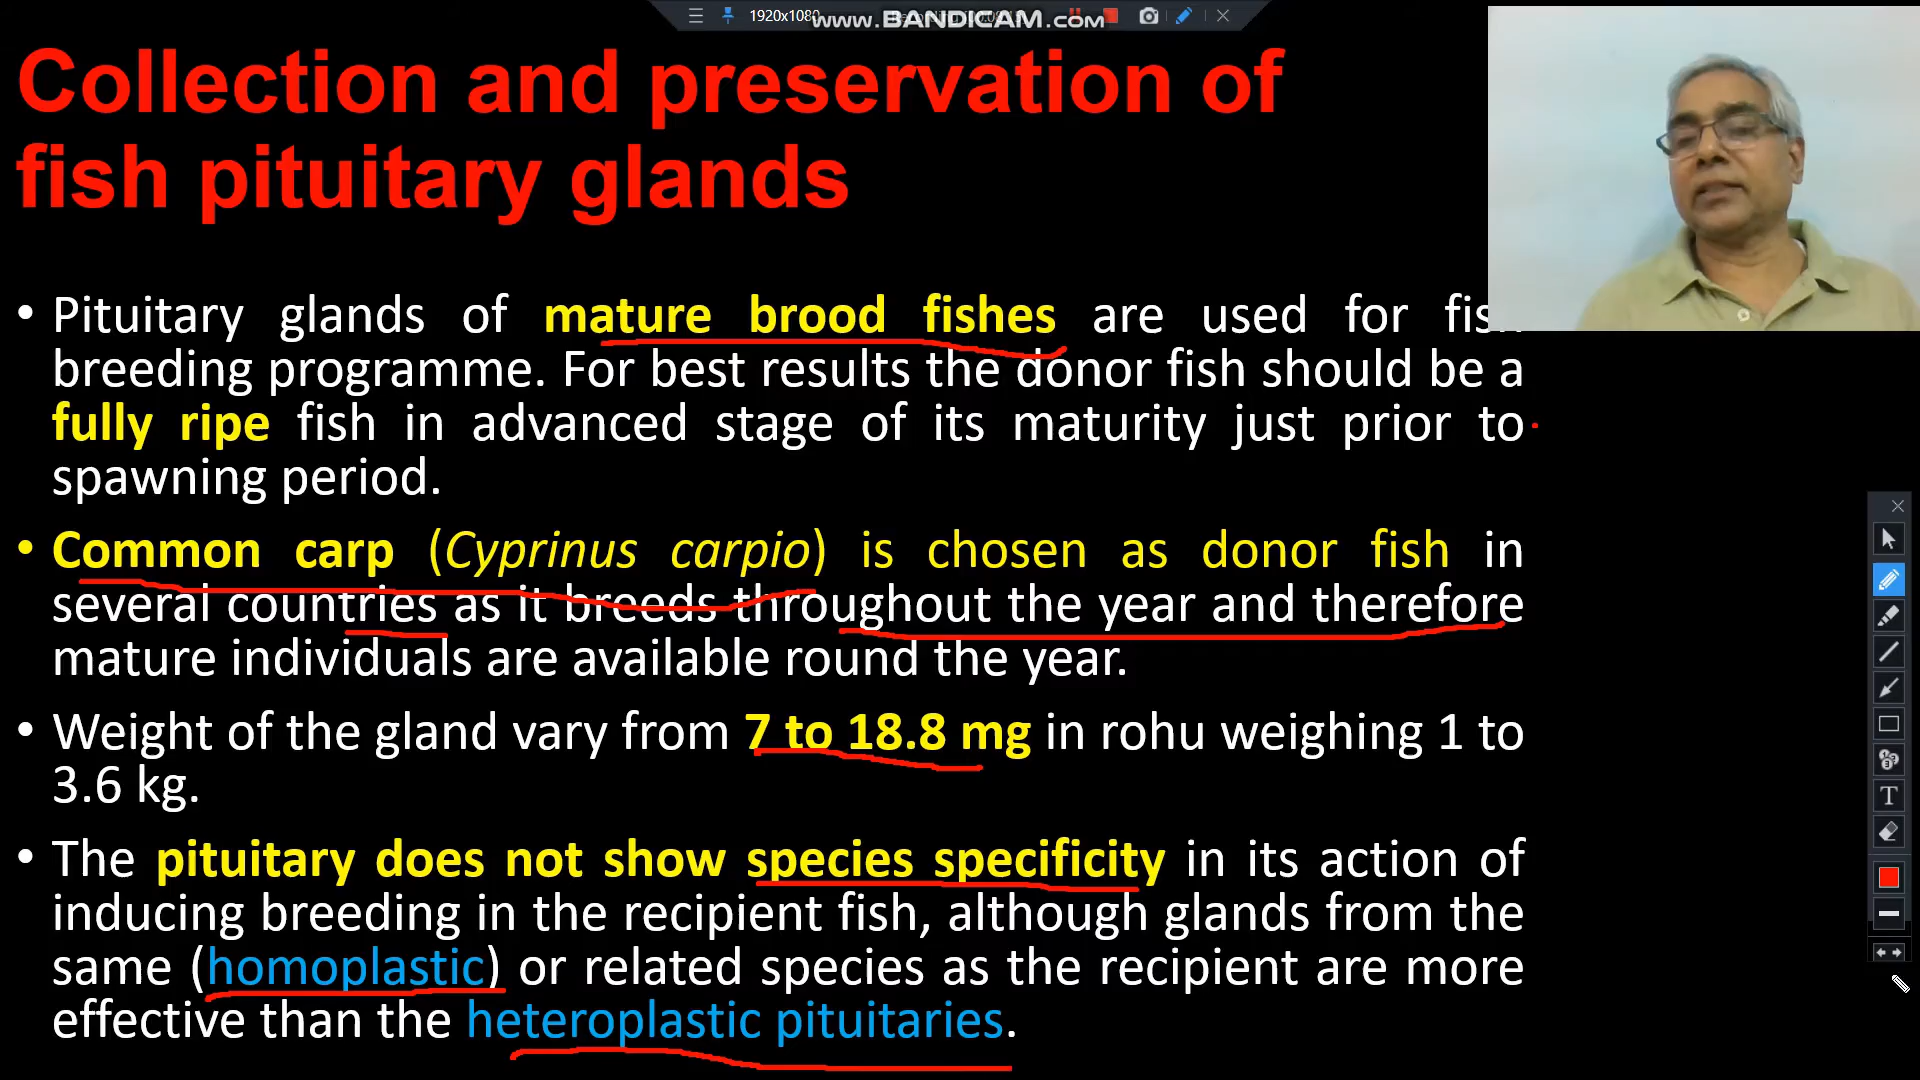 1920x1080
www.BANDICAM.com
Collection and preservation of
fish pituitary glands
• Pituitary glands of mature brood fishes are used for fish
breeding programme. For best results the donor fish should be a
fully ripe fish in advanced stage of its maturity just prior to
spawning period.
• Common carp (Cyprinus carpio) is chosen as donor fish in
several countries as it breeds throughout the year and therefore
mature individuals are available round the year.
• Weight of the gland vary from 7 to 18.8 mg in rohu weighing 1 to
3.6 kg.
• The pituitary does not show species specificity in its action of
inducing breeding in the recipient fish, although glands from the
same (homoplastic) or related species as the recipient are more
effective than the heteroplastic pituitaries.
T